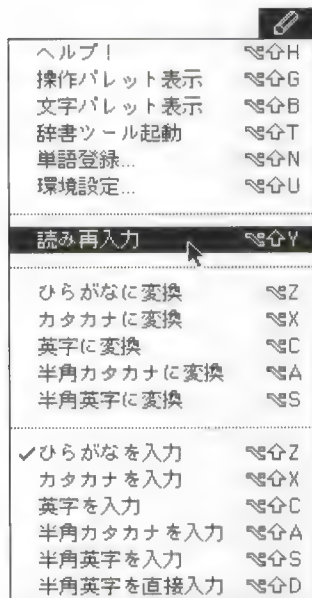 ヘルプ! ⌥⇧H
操作パレット表示 ⌥⇧G
文字パレット表示 ⌥⇧B
辞書ツール起動 ⌥⇧T
単語登録... ⌥⇧N
環境設定... ⌥⇧U
読み再入力 ⌥⇧Y
ひらがなに変換 ⌥Z
カタカナに変換 ⌥X
英字に変換 ⌥C
半角カタカナに変換 ⌥A
半角英字に変換 ⌥S
✓ひらがなを入力 ⌥⇧Z
カタカナを入力 ⌥⇧X
英字を入力 ⌥⇧C
半角カタカナを入力 ⌥⇧A
半角英字を入力 ⌥⇧S
半角英字を直接入力 ⌥⇧D